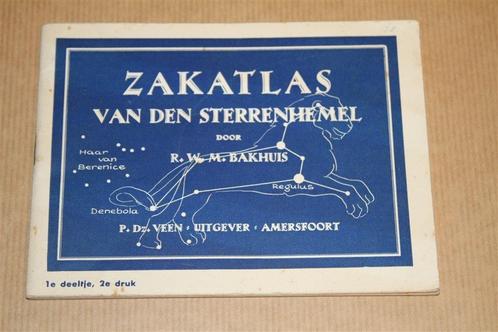 ZAKATLAS
VAN DEN STERRENHEMEL
DOOR
R. W. M. BAKHUIS
Haar
van
Berenice
Regulus
Denebola
P. Dz. VEEN - UITGEVER - AMERSFOORT
1e deeltje, 2e druk